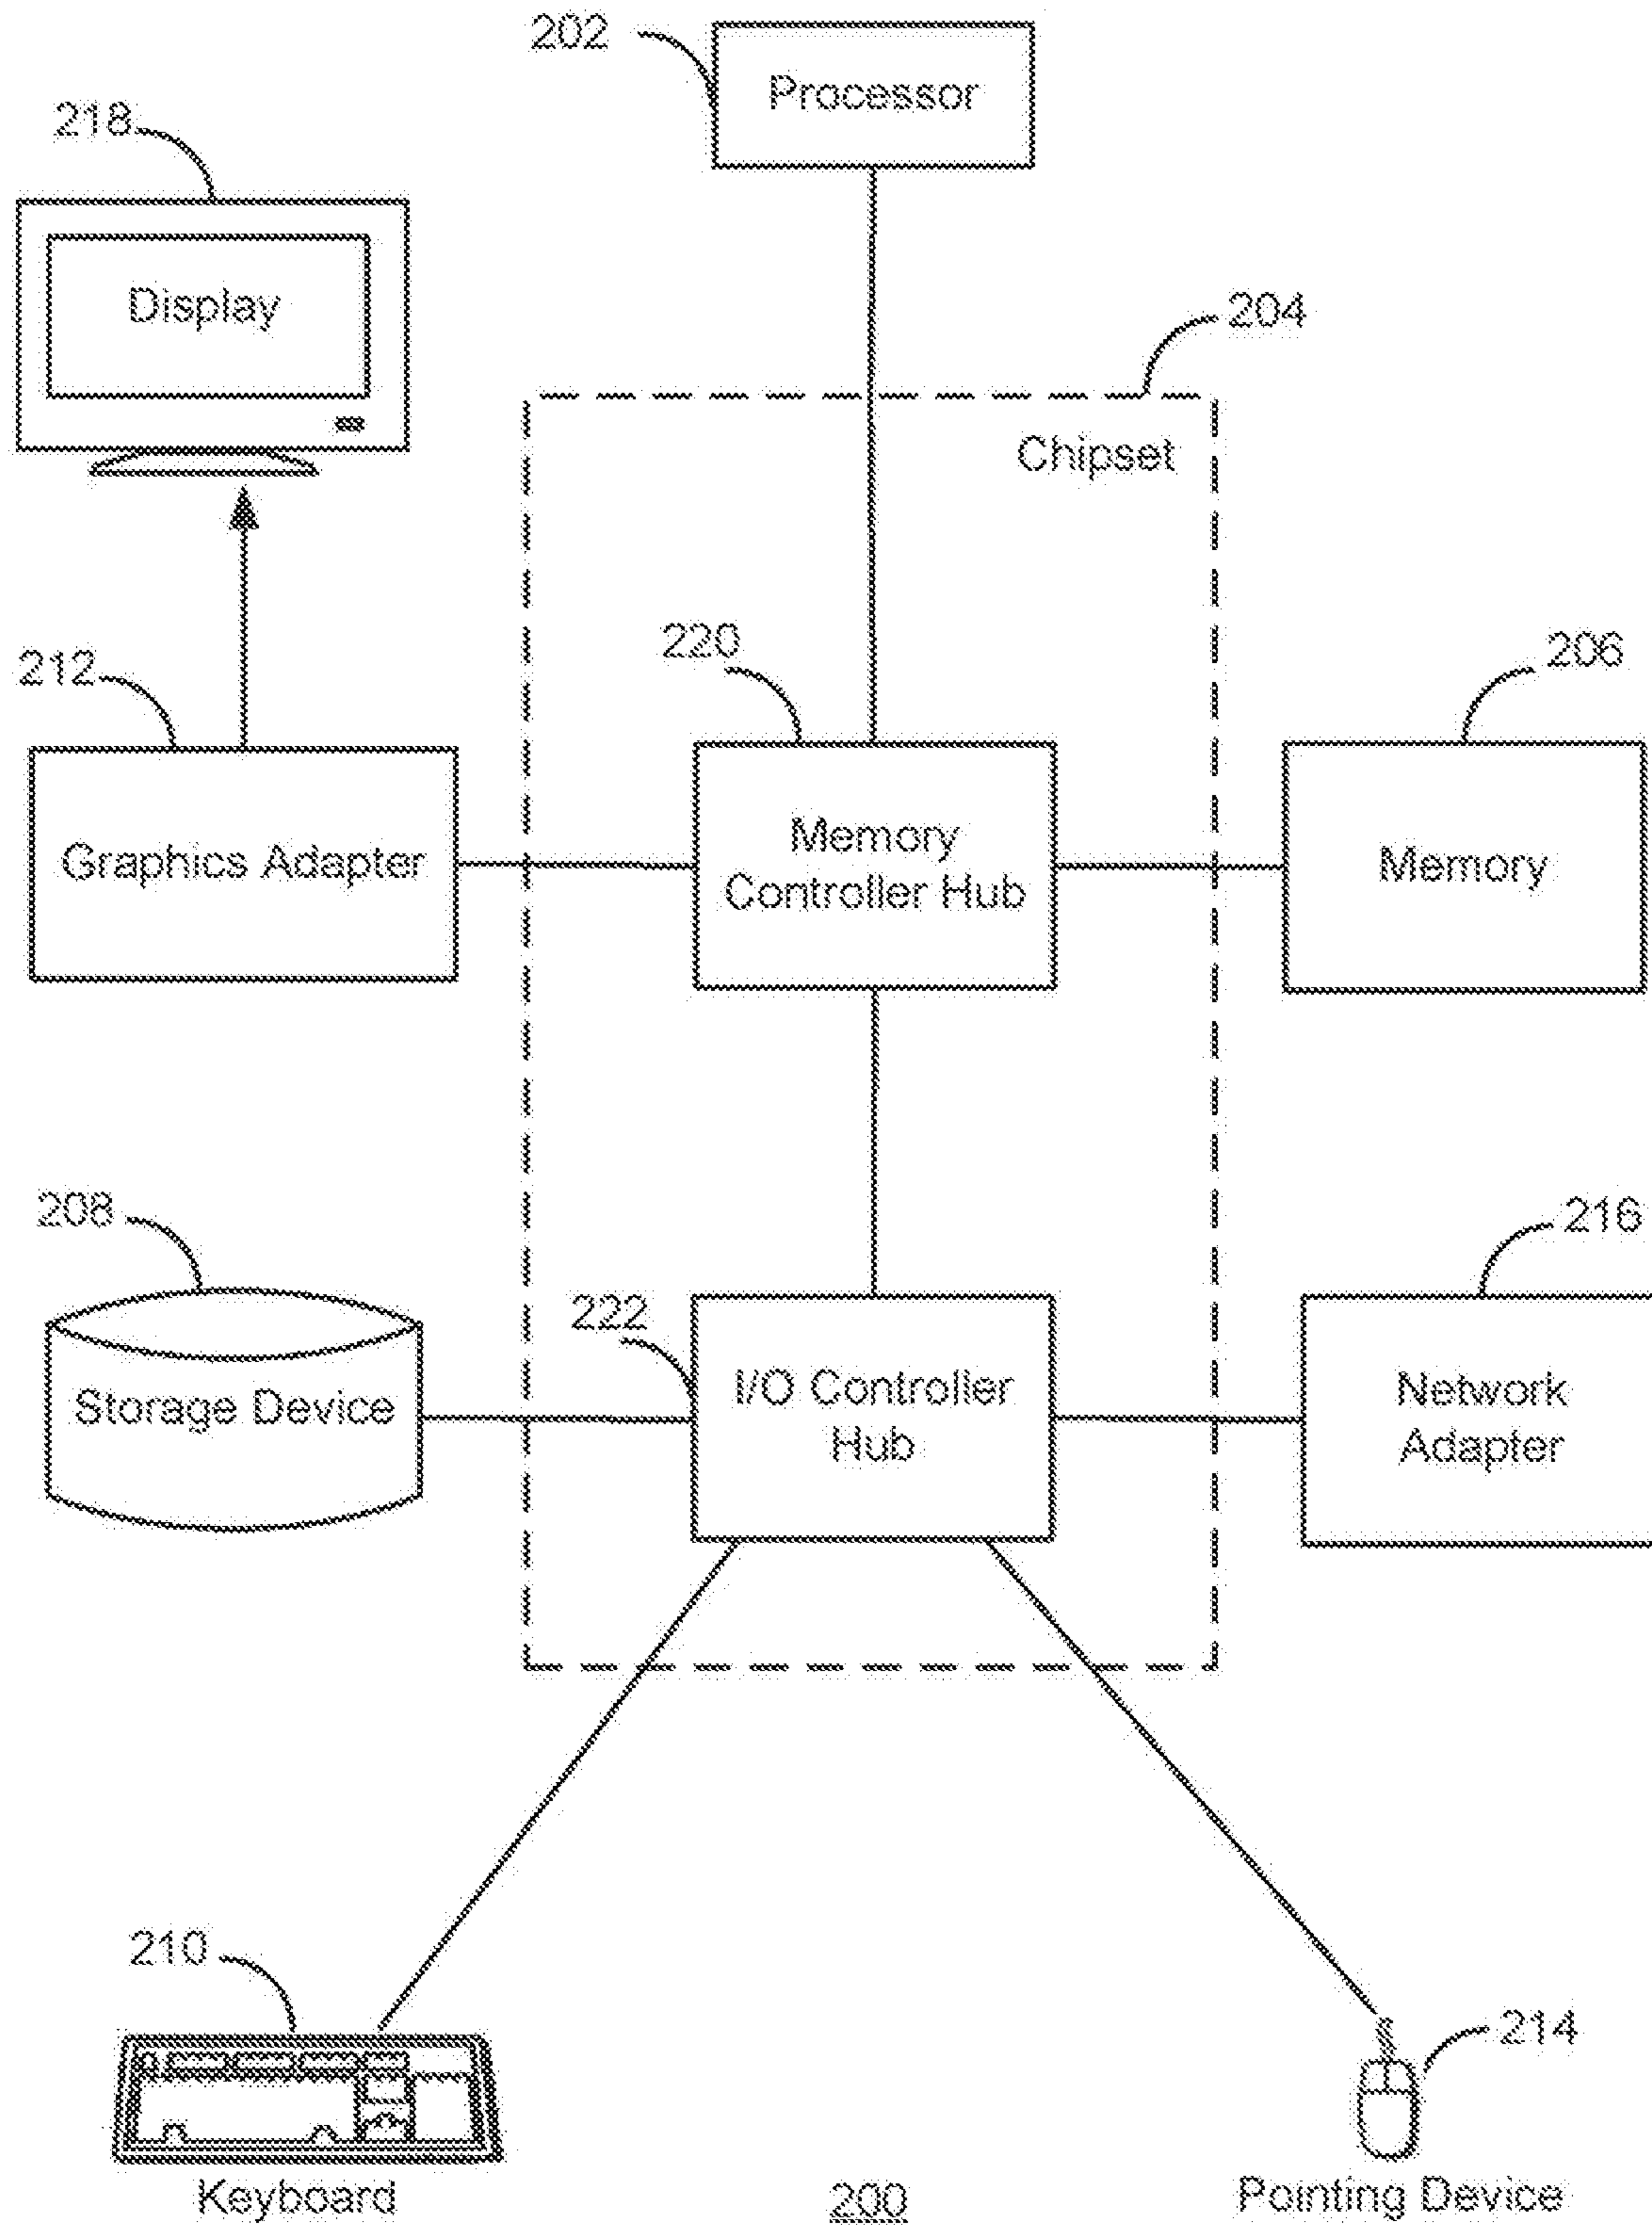 202
Processor
218
Display
204
Chipset
220
206
212
Memory
Controller Hub
Graphics Adapter
Memory
208
216
222
I/O Controller
Hub
Storage Device
Network
Adapter
210
214
Keyboard
200
Pointing Device